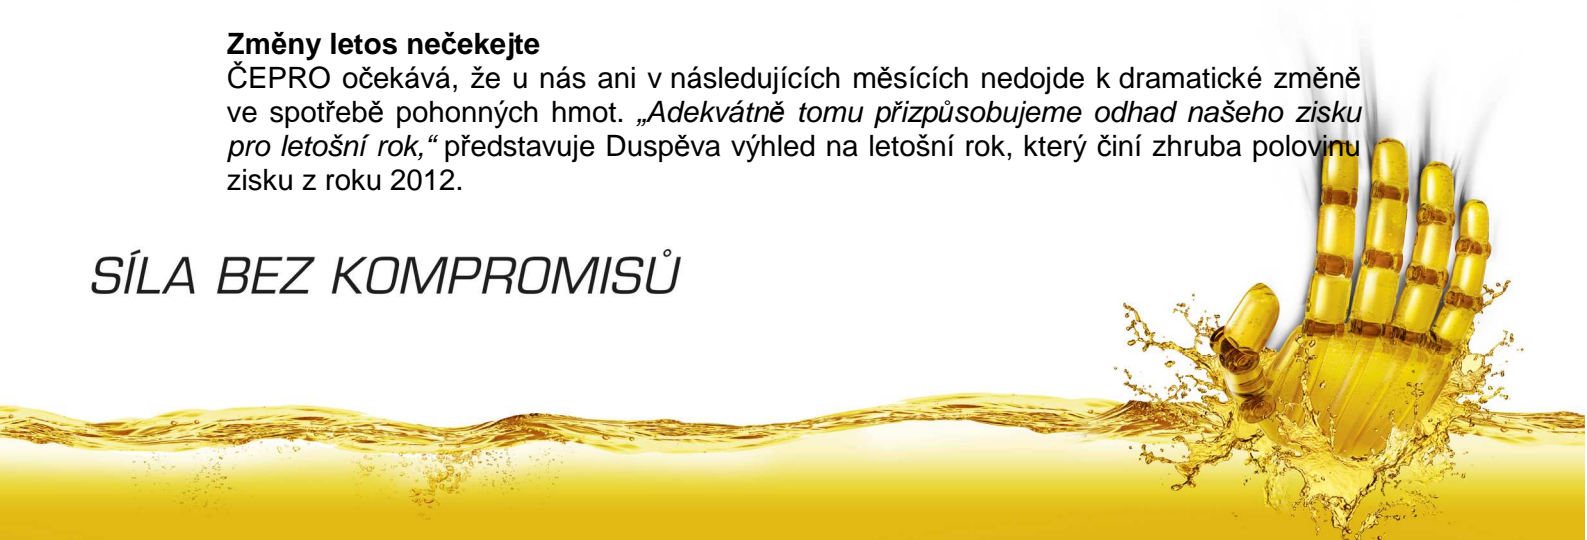 Změny letos nečekejte
ČEPRO očekává, že u nás ani v následujících měsících nedojde k dramatické změně
ve spotřebě pohonných hmot. „Adekvátně tomu přizpůsobujeme odhad našeho zisku
pro letošní rok,“ představuje Duspěva výhled na letošní rok, který činí zhruba polovinu
zisku z roku 2012.
SÍLA BEZ KOMPROMISŮ